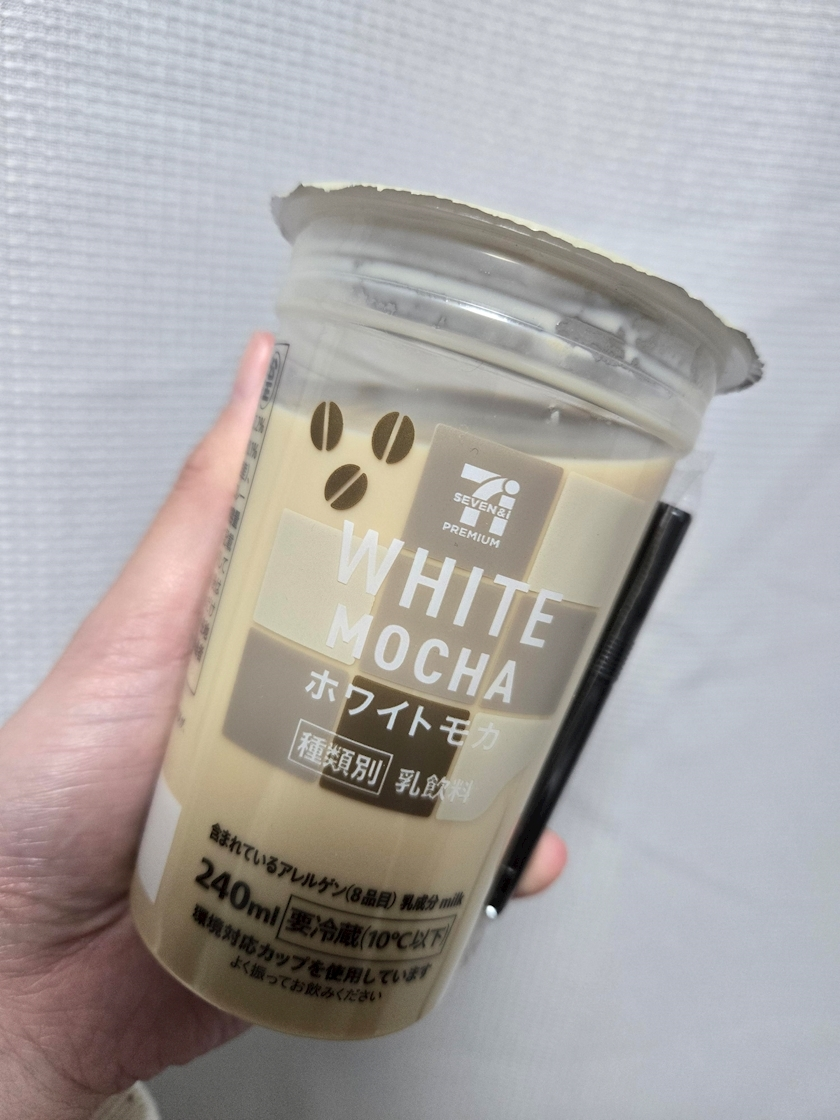 SEVEN&i
PREMIUM
WHITE
MOCHA
ホワイトモカ
種類別 乳飲料
含まれているアレルゲン(8品目) 乳成分 milk
240ml 要冷蔵(10℃以下)
環境対応カップを使用しています
よく振ってお飲みください